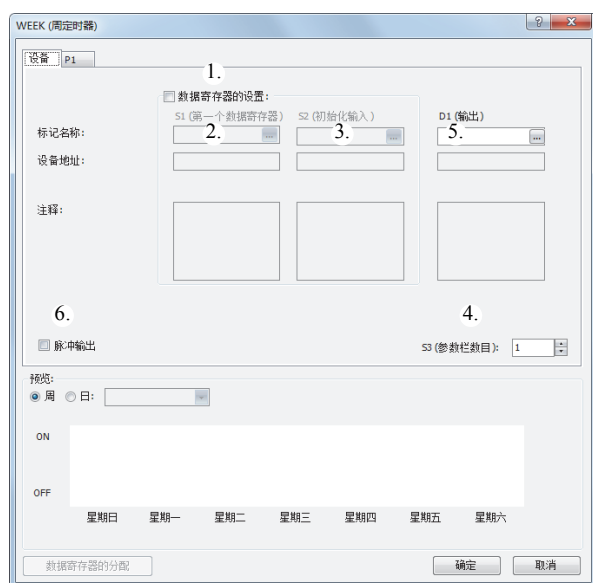 WEEK (周定时器)
设备 P1
1.
数据寄存器的设置:
S1 (第一个数据寄存器) S2 (初始化输入) D1 (输出)
标记名称: 2. ... 3. ... 5. ...
设备地址:
注释:
6. 4.
脉冲输出 S3 (参数栏数目): 1
预览:
周 日:
ON
OFF
星期日 星期一 星期二 星期三 星期四 星期五 星期六
数据寄存器的分配 确定 取消